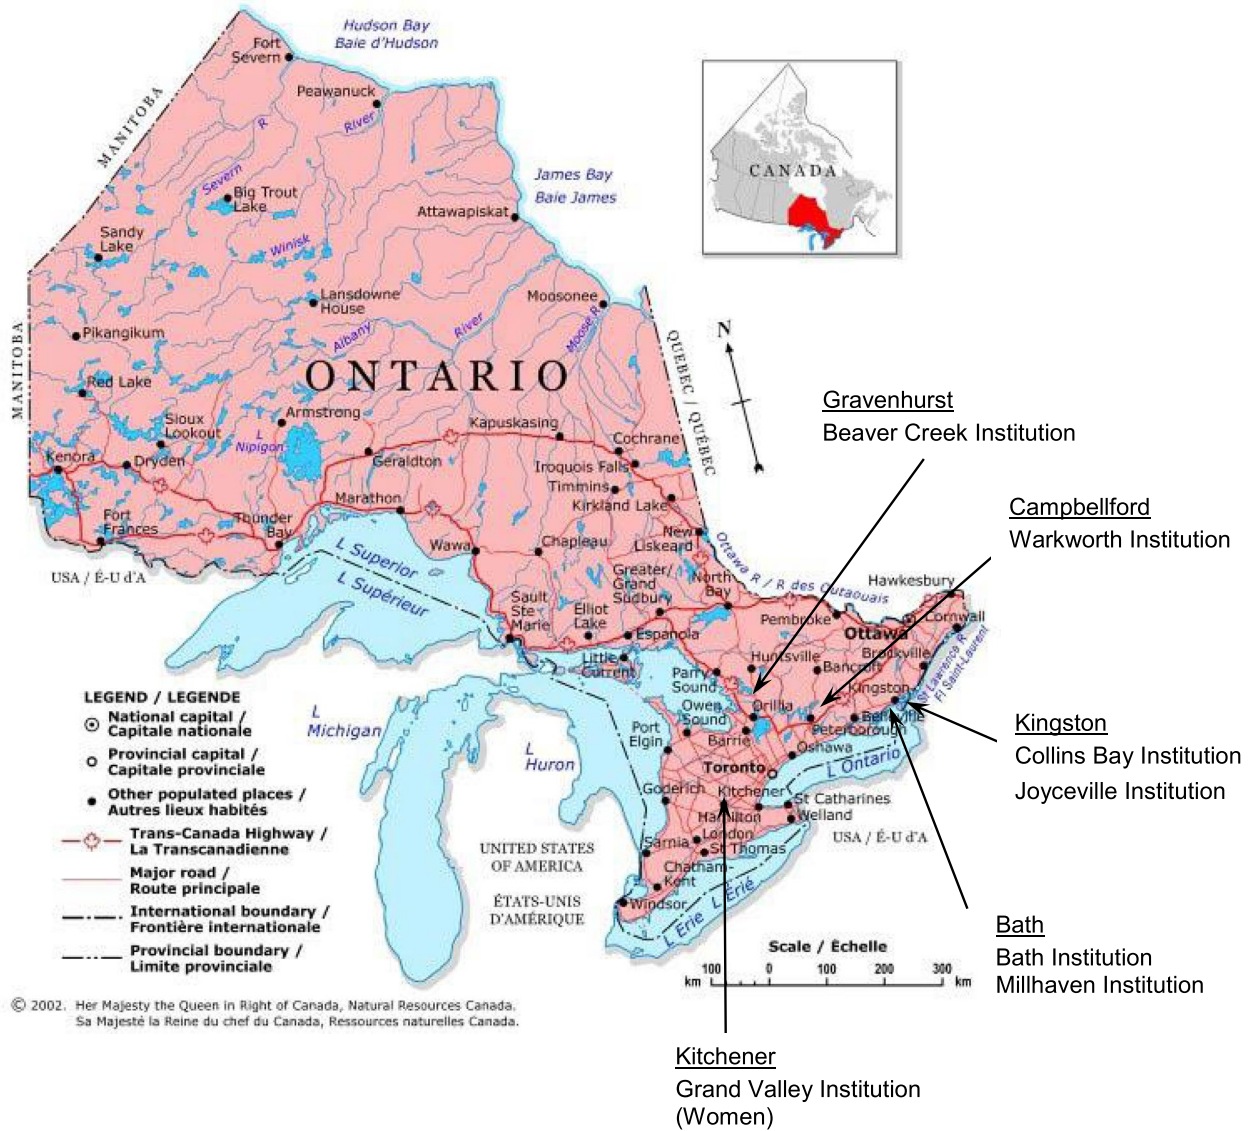 Hudson Bay
Baie d'Hudson
Fort
Severn
Peawanuck
MANITOBA
R
River
Severn
James Bay
Baie James
CANADA
Big Trout
Lake
Attawapiskat
Sandy
Lake
Winisk
Lansdowne
House
Moosonee
MANITOBA
Pikangikum
Albany
River
Moose R
QUEBEC / QUÉBEC
N
ONTARIO
Red Lake
Gravenhurst
Beaver Creek Institution
Sioux
Lookout
Armstrong
L
Nipigon
Kapuskasing
Cochrane
Kenora
Dryden
Geraldton
Iroquois Falls
Timmins
Kirkland Lake
Marathon
Campbellford
Warkworth Institution
Fort
Frances
Thunder
Bay
Wawa
Chapleau
New
Liskeard
Ottawa R / R des Outaouais
USA / É-U d'A
L Superior
L Supérieur
Greater/
Grand
Sudbury
North
Bay
Hawkesbury
Sault
Ste
Marie
Elliot
Lake
Espanola
Pembroke
Ottawa
Cornwall
Little
Current
Parry
Sound
Huntsville
Bancroft
Brockville
St Lawrence R
Fl Saint-Laurent
Kingston
Owen
Sound
Orillia
Belleville
Peterborough
Port
Elgin
Barrie
Oshawa
Kingston
Collins Bay Institution
Joyceville Institution
L
Michigan
L
Huron
Toronto
L Ontario
Goderich
Kitchener
St Catharines
Hamilton
Welland
USA / É-U d'A
London
Sarnia
St Thomas
Chatham-
Kent
Windsor
L Erie
L Érié
UNITED STATES
OF AMERICA
ÉTATS-UNIS
D'AMÉRIQUE
LEGEND / LEGENDE
National capital /
Capitale nationale
Provincial capital /
Capitale provinciale
Other populated places /
Autres lieux habités
Trans-Canada Highway /
La Transcanadienne
Major road /
Route principale
International boundary /
Frontière internationale
Provincial boundary /
Limite provinciale
Bath
Bath Institution
Millhaven Institution
Scale / Échelle
km 100 0 100 200 300 km
© 2002. Her Majesty the Queen in Right of Canada, Natural Resources Canada.
Sa Majesté la Reine du chef du Canada, Ressources naturelles Canada.
Kitchener
Grand Valley Institution
(Women)